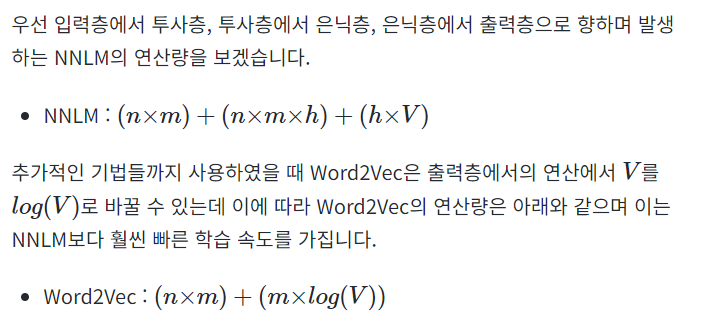 우선 입력층에서 투사층, 투사층에서 은닉층, 은닉층에서 출력층으로 향하며 발생
하는 NNLM의 연산량을 보겠습니다.
• NNLM : (n×m) + (n×m×h) + (h×V)
추가적인 기법들까지 사용하였을 때 Word2Vec은 출력층에서의 연산에서 V를
log(V)로 바꿀 수 있는데 이에 따라 Word2Vec의 연산량은 아래와 같으며 이는
NNLM보다 훨씬 빠른 학습 속도를 가집니다.
• Word2Vec : (n×m) + (m×log(V))